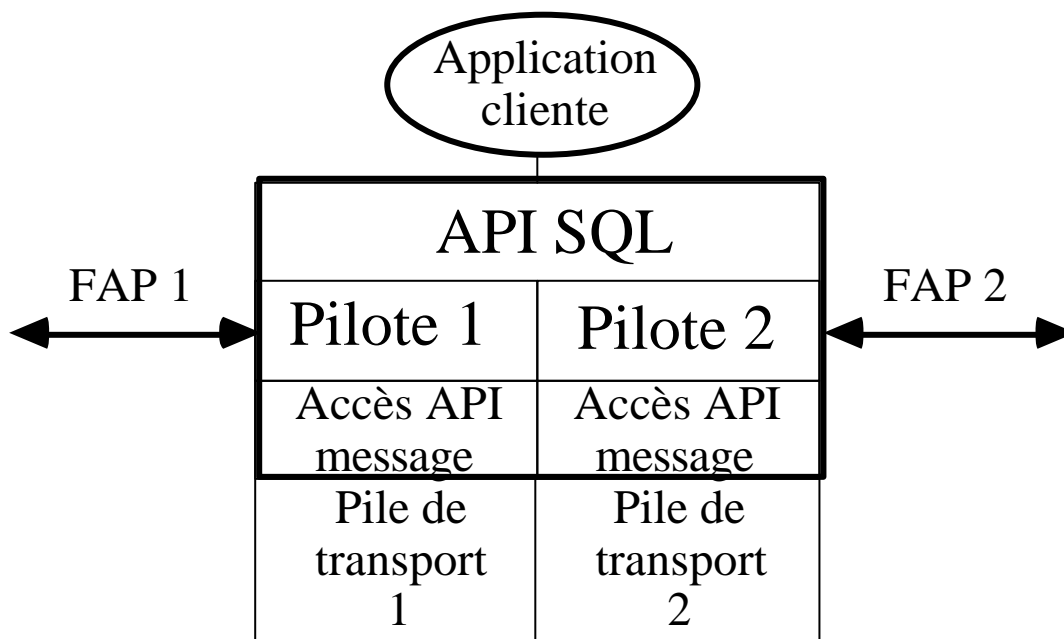 Application
cliente
API SQL
FAP 1
FAP 2
Pilote 1
Pilote 2
Accès API
message
Accès API
message
Pile de
transport
1
Pile de
transport
2